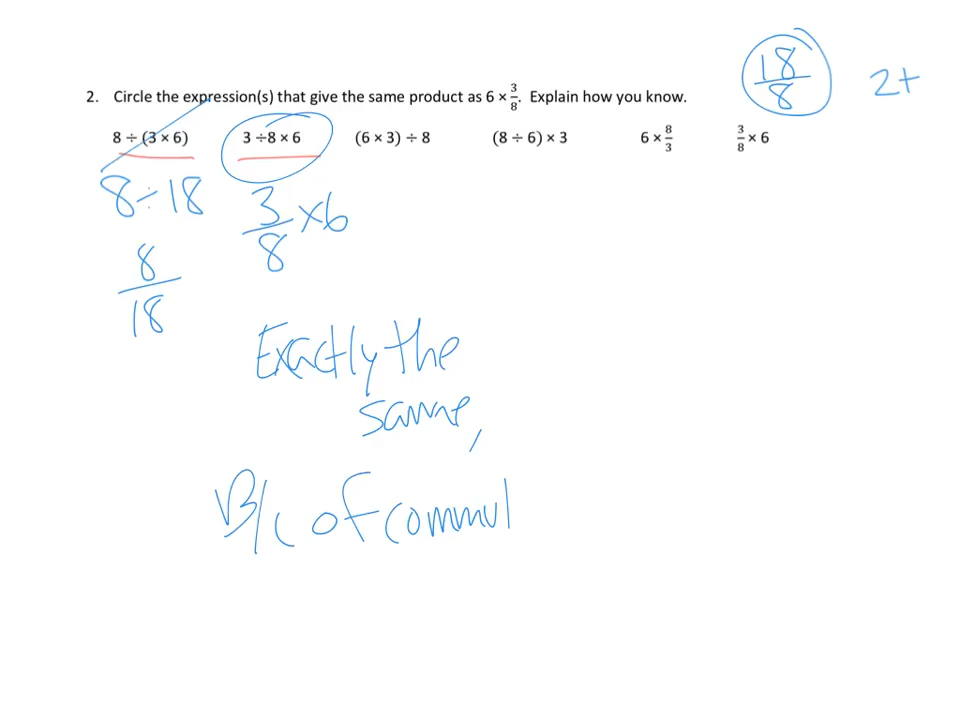 18/8 2+
2. Circle the expression(s) that give the same product as 6 × 3/8. Explain how you know.
8 ÷ (3 × 6) 3 ÷8 × 6 (6 × 3) ÷ 8 (8 ÷ 6) × 3 6 × 8/3 3/8 × 6
8÷18 3/8 ×6
8/18
Exactly the
same,
B/c of commu